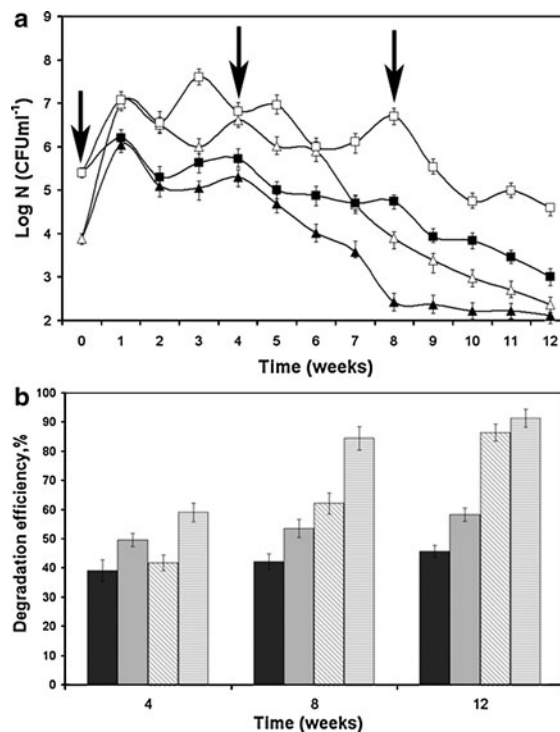 a
9
8
7
6
5
4
3
2
Log N (CFUml⁻¹)
0 1 2 3 4 5 6 7 8 9 10 11 12
Time (weeks)
b
100
90
80
70
60
50
40
30
20
10
0
Degradation efficiency,%
4 8 12
Time (weeks)